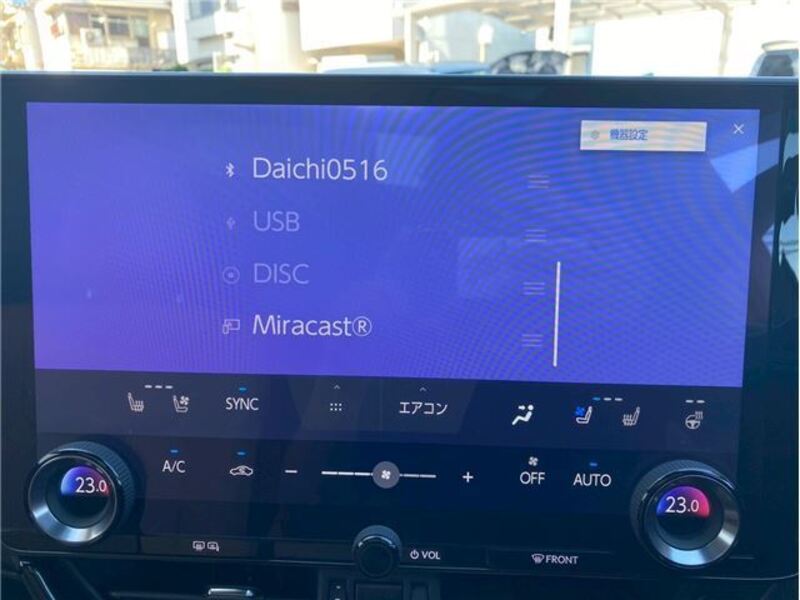 機器設定
Daichi0516
USB
DISC
Miracast®
SYNC
エアコン
A/C
OFF
AUTO
23.0
23.0
VOL
FRONT